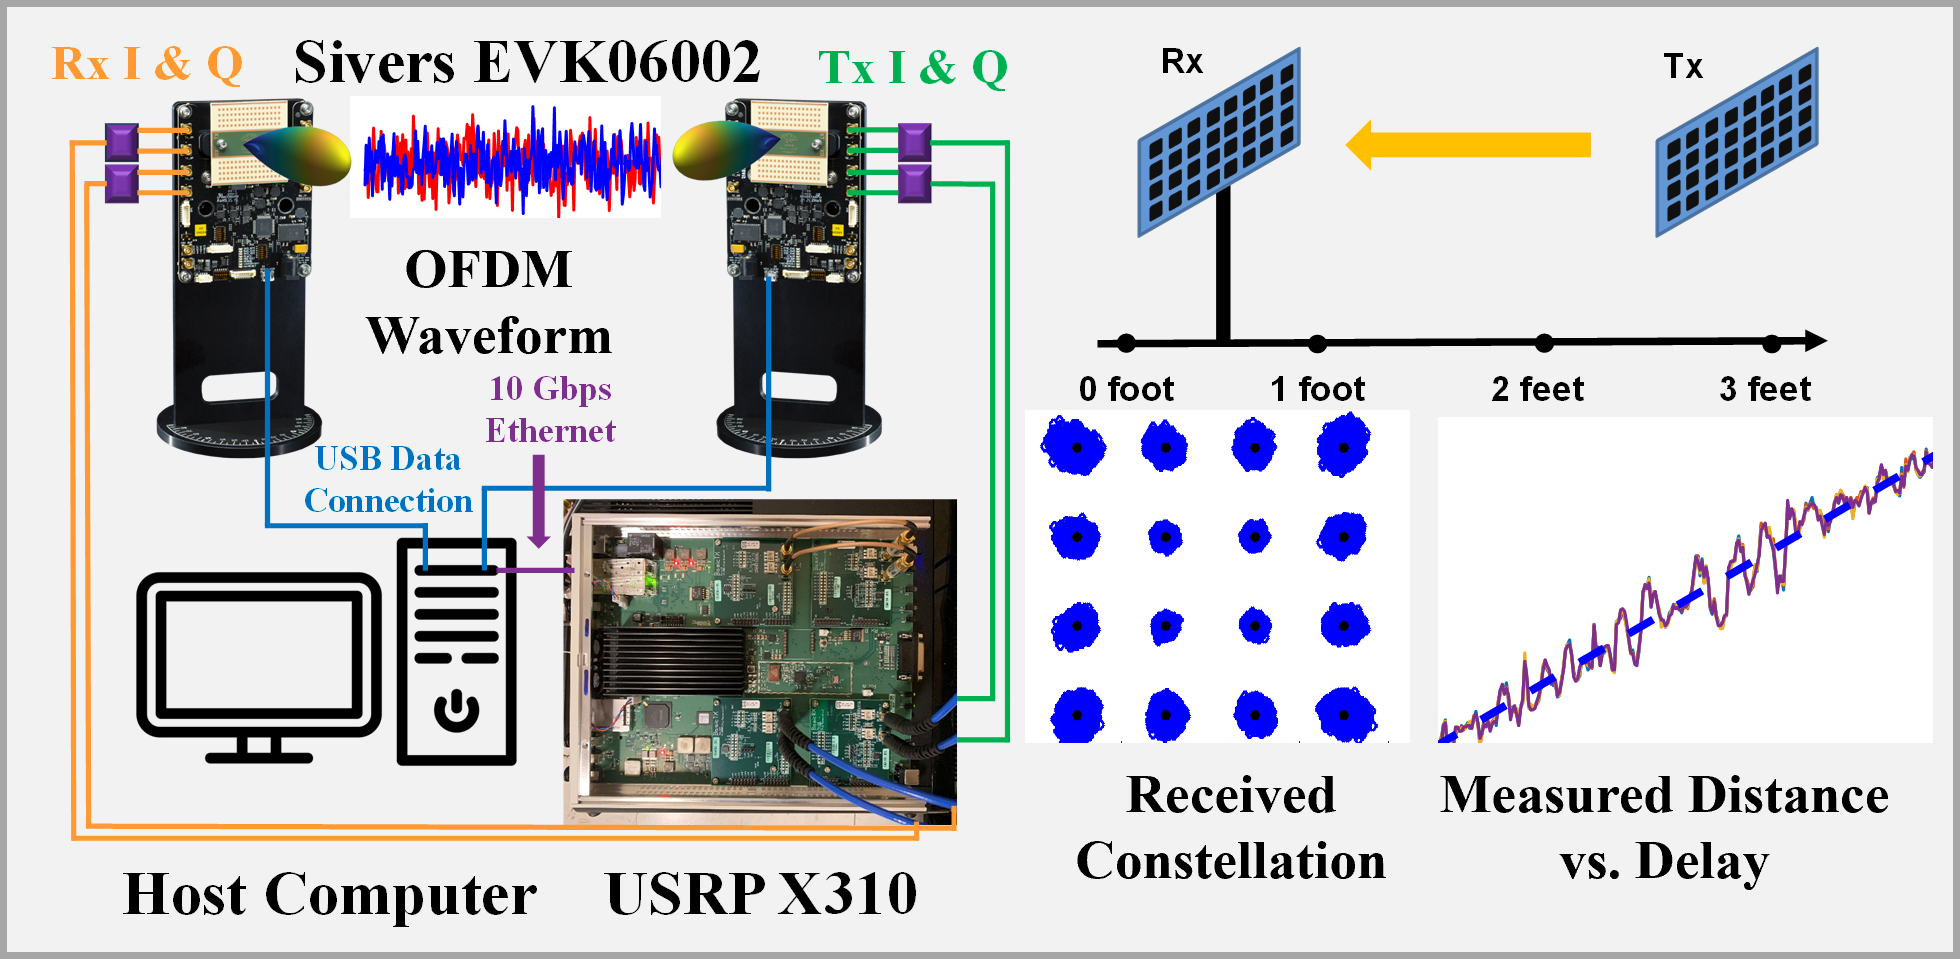 Rx I & Q
Sivers EVK06002
Tx I & Q
OFDM
Waveform
10 Gbps
Ethernet
USB Data
Connection
Host Computer
USRP X310
Rx
Tx
0 foot
1 foot
2 feet
3 feet
Received
Constellation
Measured Distance
vs. Delay